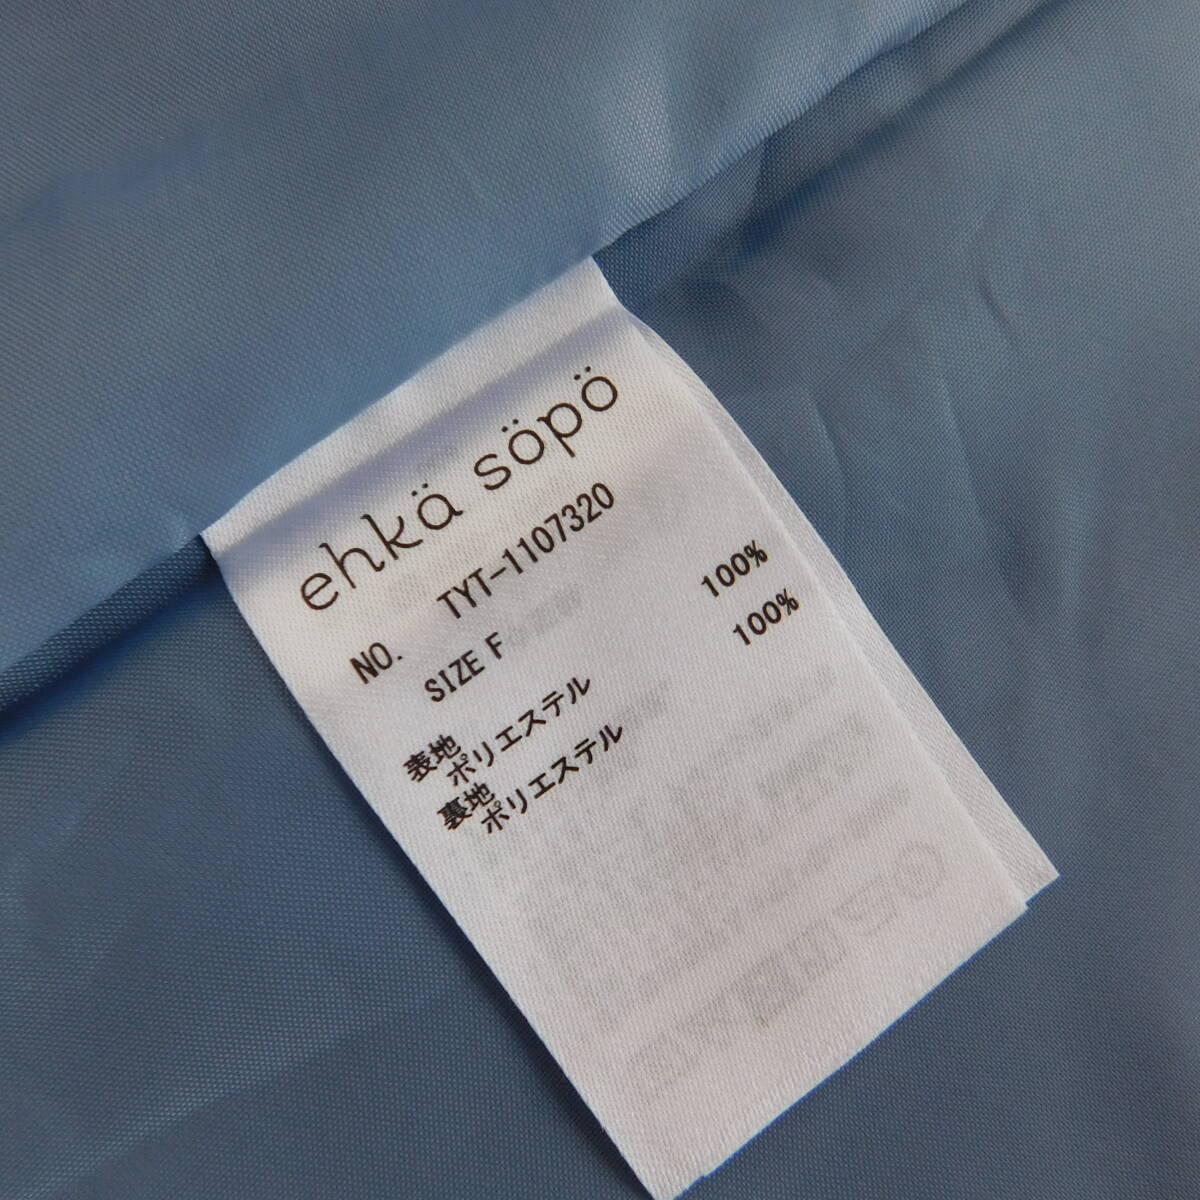 ehkä söpö
NO. TYT-1107320
SIZE F
表地
ポリエステル 100%
裏地
ポリエステル 100%